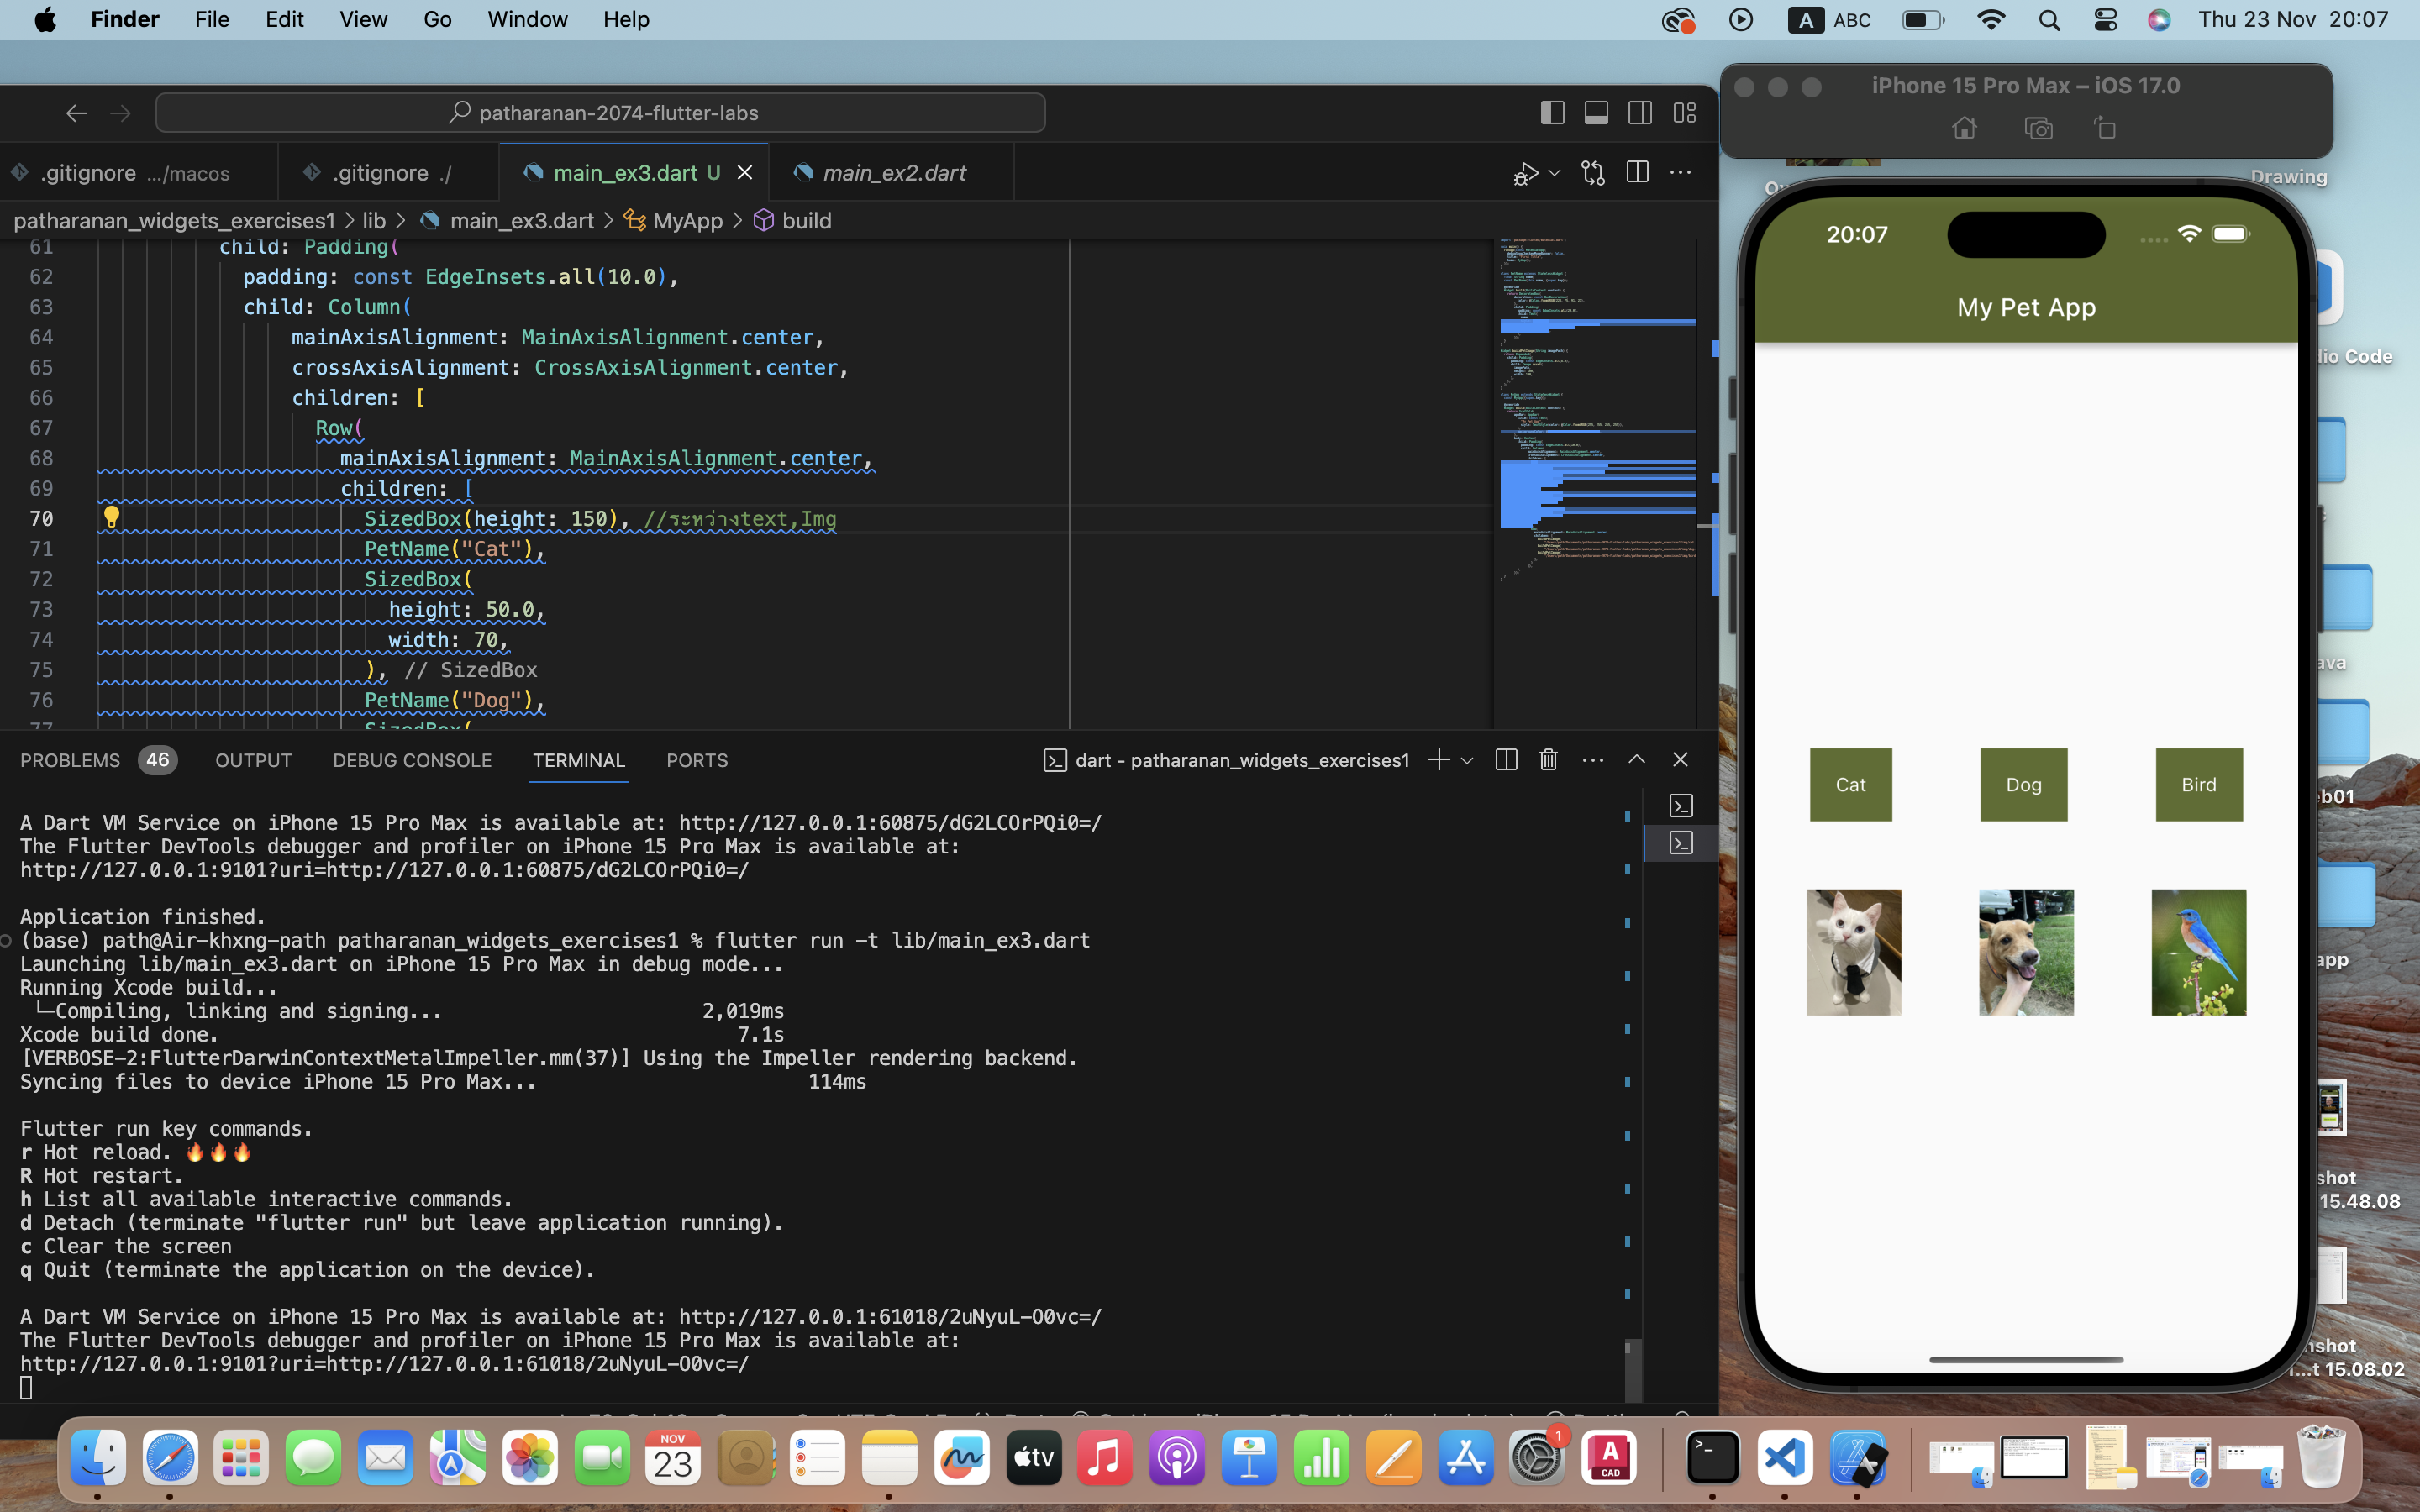 Finder File Edit View Go Window Help
A ABC Thu 23 Nov 20:07
patharanan-2074-flutter-labs
.gitignore .../macos
.gitignore ./
main_ex3.dart U
main_ex2.dart
patharanan_widgets_exercises1 > lib > main_ex3.dart > MyApp > build
61 child: Padding(
62 padding: const EdgeInsets.all(10.0),
63 child: Column(
64 mainAxisAlignment: MainAxisAlignment.center,
65 crossAxisAlignment: CrossAxisAlignment.center,
66 children: [
67 Row(
68 mainAxisAlignment: MainAxisAlignment.center,
69 children: [
70 SizedBox(height: 150), //ระหว่างtext,Img
71 PetName("Cat"),
72 SizedBox(
73 height: 50.0,
74 width: 70,
75 ), // SizedBox
76 PetName("Dog"),
77 SizedBox(
PROBLEMS 46 OUTPUT DEBUG CONSOLE TERMINAL PORTS
dart - patharanan_widgets_exercises1
A Dart VM Service on iPhone 15 Pro Max is available at: http://127.0.0.1:60875/dG2LCOrPQi0=/
The Flutter DevTools debugger and profiler on iPhone 15 Pro Max is available at:
http://127.0.0.1:9101?uri=http://127.0.0.1:60875/dG2LCOrPQi0=/
Application finished.
(base) path@Air-khxng-path patharanan_widgets_exercises1 % flutter run -t lib/main_ex3.dart
Launching lib/main_ex3.dart on iPhone 15 Pro Max in debug mode...
Running Xcode build...
└─Compiling, linking and signing... 2,019ms
Xcode build done. 7.1s
[VERBOSE-2:FlutterDarwinContextMetalImpeller.mm(37)] Using the Impeller rendering backend.
Syncing files to device iPhone 15 Pro Max... 114ms
Flutter run key commands.
r Hot reload. 🔥🔥🔥
R Hot restart.
h List all available interactive commands.
d Detach (terminate "flutter run" but leave application running).
c Clear the screen
q Quit (terminate the application on the device).
A Dart VM Service on iPhone 15 Pro Max is available at: http://127.0.0.1:61018/2uNyuL-O0vc=/
The Flutter DevTools debugger and profiler on iPhone 15 Pro Max is available at:
http://127.0.0.1:9101?uri=http://127.0.0.1:61018/2uNyuL-O0vc=/
iPhone 15 Pro Max – iOS 17.0
20:07
My Pet App
Cat
Dog
Bird
Drawing
Code
15.48.08
15.08.02
NOV
23
tv
1
A
CAD